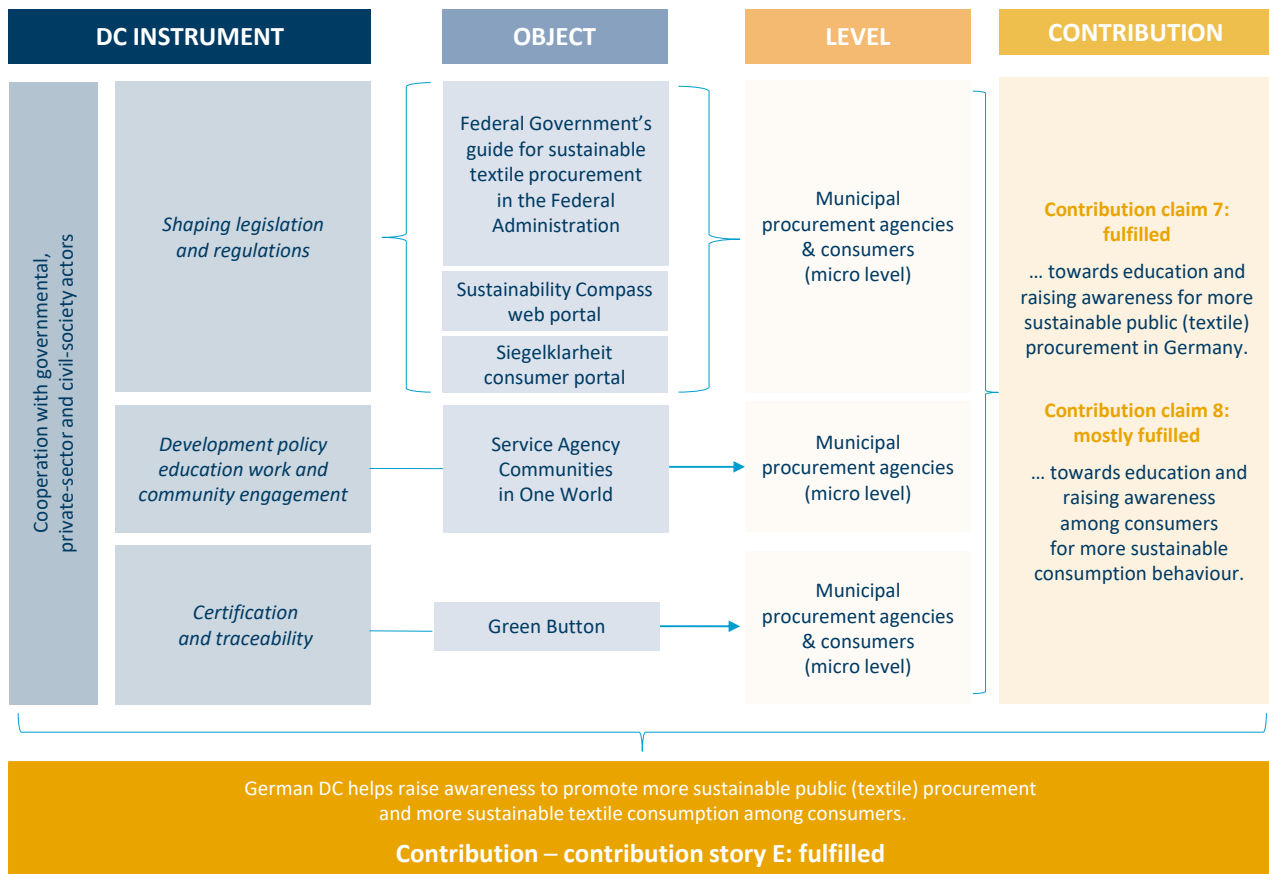 DC INSTRUMENT
OBJECT
LEVEL
CONTRIBUTION
Cooperation with governmental,
private-sector and civil-society actors
Shaping legislation
and regulations
Federal Government's
guide for sustainable
textile procurement
in the Federal
Administration
Sustainability Compass
web portal
Siegelklarheit
consumer portal
Municipal
procurement agencies
& consumers
(micro level)
Development policy
education work and
community engagement
Service Agency
Communities
in One World
Municipal
procurement agencies
(micro level)
Certification
and traceability
Green Button
Municipal
procurement agencies
& consumers
(micro level)
Contribution claim 7:
fulfilled
... towards education and
raising awareness for more
sustainable public (textile)
procurement in Germany.
Contribution claim 8:
mostly fufilled
... towards education and
raising awareness
among consumers
for more sustainable
consumption behaviour.
German DC helps raise awareness to promote more sustainable public (textile) procurement
and more sustainable textile consumption among consumers.
Contribution – contribution story E: fulfilled